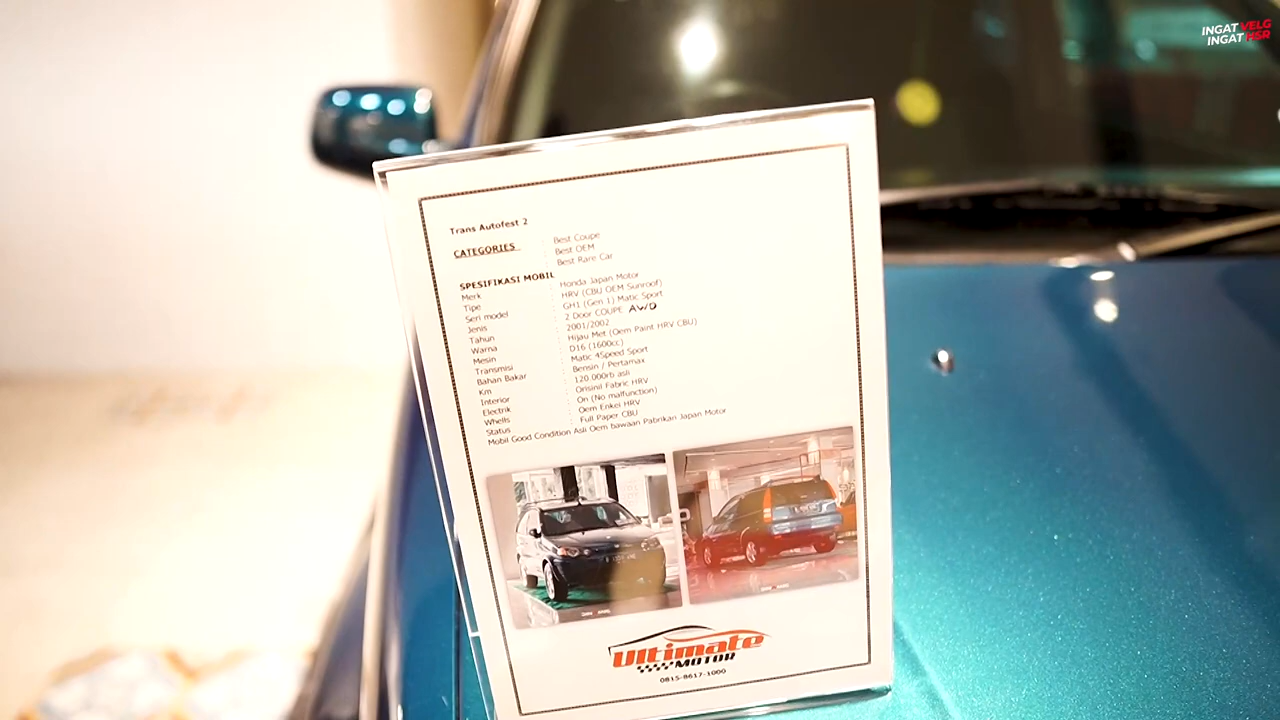 INGAT VELG
INGAT HSR
Trans Autofest 2
CATEGORIES : Best Coupe
Best OEM
Best Rare Car
SPESIFIKASI MOBIL
Merk : Honda Japan Motor
Tipe : HRV (CBU OEM Sunroof)
Seri model : GH1 (Gen 1) Matic Sport
Jenis : 2 Door COUPE AWD
Tahun : 2001/2002
Warna : Hijau Met (Oem Paint HRV CBU)
Mesin : D16 (1600cc)
Transmisi : Matic 4Speed Sport
Bahan Bakar : Bensin / Pertamax
Km : 120.000rb asli
Interior : Orisinil Fabric HRV
Electrik : On (No malfunction)
Whells : Oem Enkei HRV
Status : Full Paper CBU
Mobil Good Condition Asli Oem bawaan Pabrikan Japan Motor
Ultimate
MOTOR
0815-8617-1000